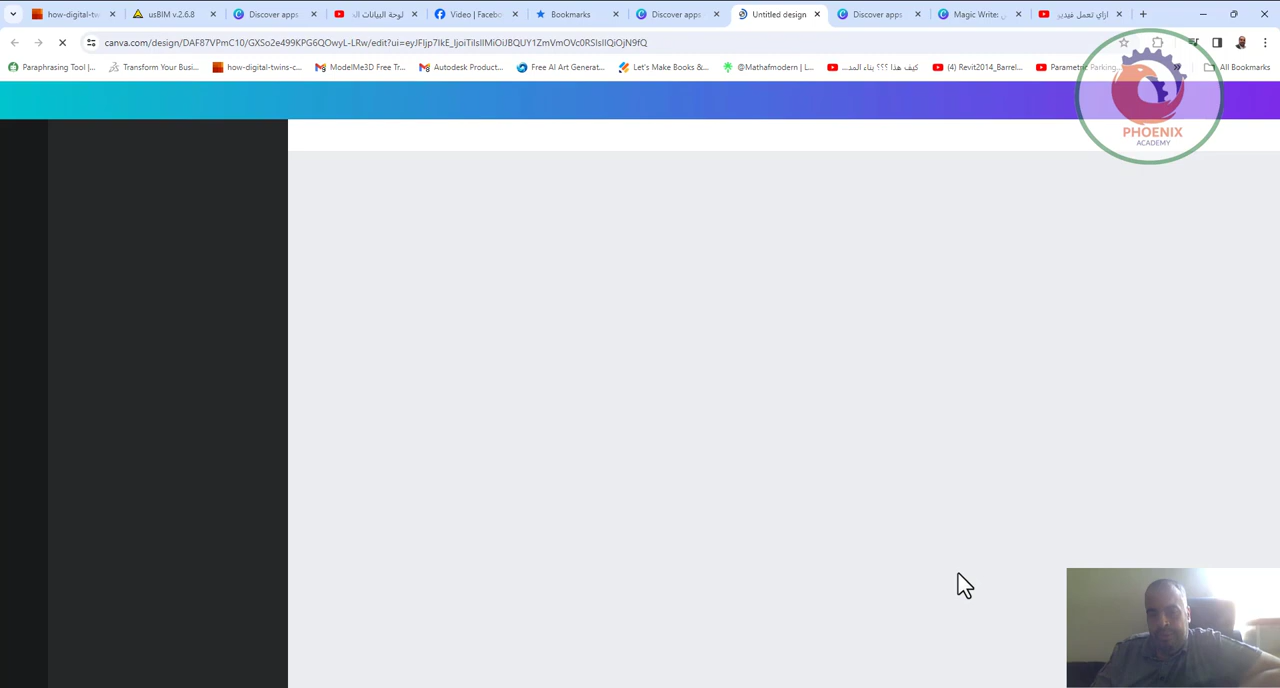 how-digital-tw
usBIM v.2.6.8
Discover apps
لوحة البيانات ال
Video | Facebo
Bookmarks
Discover apps
Untitled design
Discover apps
Magic Write:
ازاي تعمل فيديو
canva.com/design/DAF87VPmC10/GXSo2e499KPG6QOwyL-LRw/edit?ui=
Paraphrasing Tool |...
Transform Your Busi...
how-digital-twins-c...
ModelMe3D Free Tr...
Autodesk Product...
Free AI Art Generat...
Let's Make Books &...
@Mathafmodern | L...
كيف هذا ؟؟؟ بناء المد...
(4) Revit2014_Barrel...
Parametric Parking
All Bookmarks
PHOENIX
ACADEMY